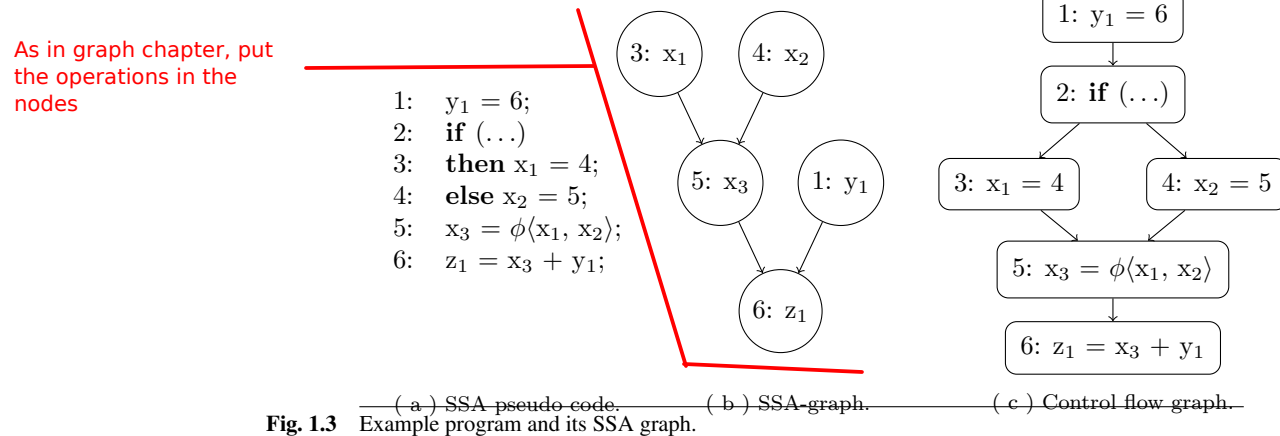 As in graph chapter, put
the operations in the
nodes
1: y₁ = 6;
2: if (...)
3: then x₁ = 4;
4: else x₂ = 5;
5: x₃ = ϕ⟨x₁, x₂⟩;
6: z₁ = x₃ + y₁;
( a ) SSA pseudo code.
3: x₁
4: x₂
5: x₃
1: y₁
6: z₁
( b ) SSA-graph.
1: y₁ = 6
2: if (...)
3: x₁ = 4
4: x₂ = 5
5: x₃ = ϕ⟨x₁, x₂⟩
6: z₁ = x₃ + y₁
( c ) Control flow graph.
Fig. 1.3 Example program and its SSA graph.